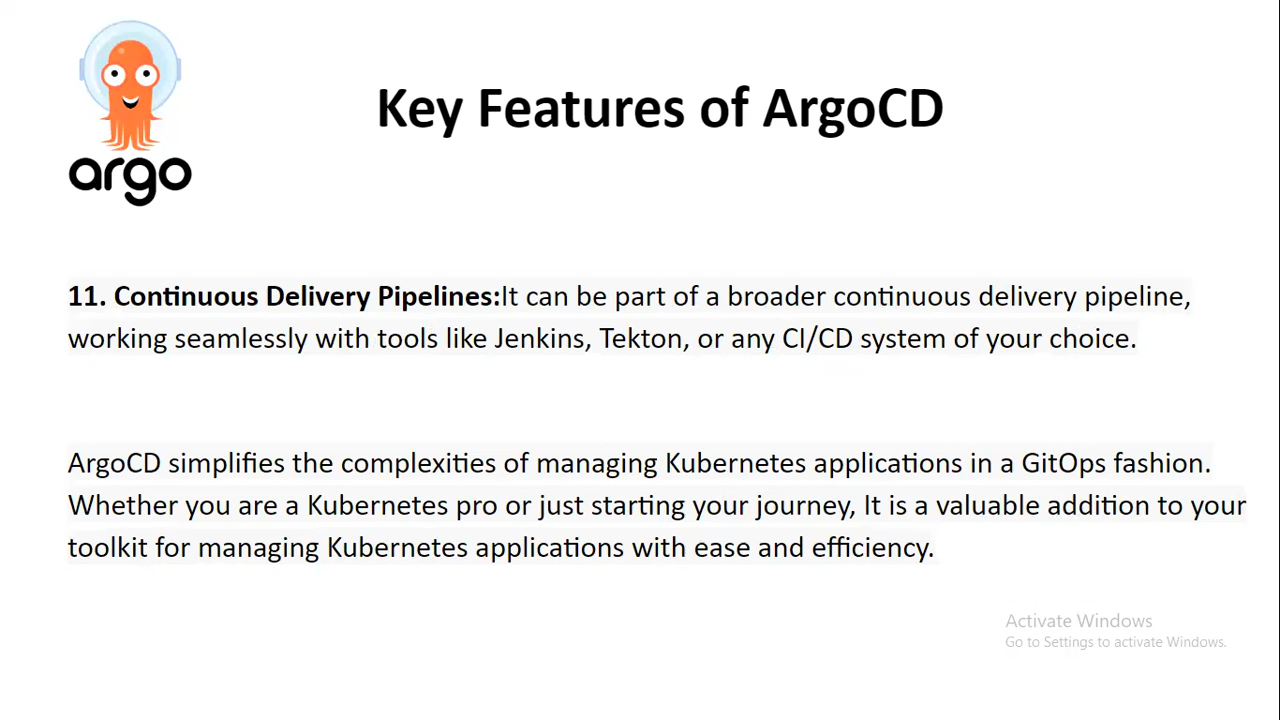 argo
Key Features of ArgoCD
11. Continuous Delivery Pipelines:It can be part of a broader continuous delivery pipeline,
working seamlessly with tools like Jenkins, Tekton, or any CI/CD system of your choice.
ArgoCD simplifies the complexities of managing Kubernetes applications in a GitOps fashion.
Whether you are a Kubernetes pro or just starting your journey, It is a valuable addition to your
toolkit for managing Kubernetes applications with ease and efficiency.
Activate Windows
Go to Settings to activate Windows.